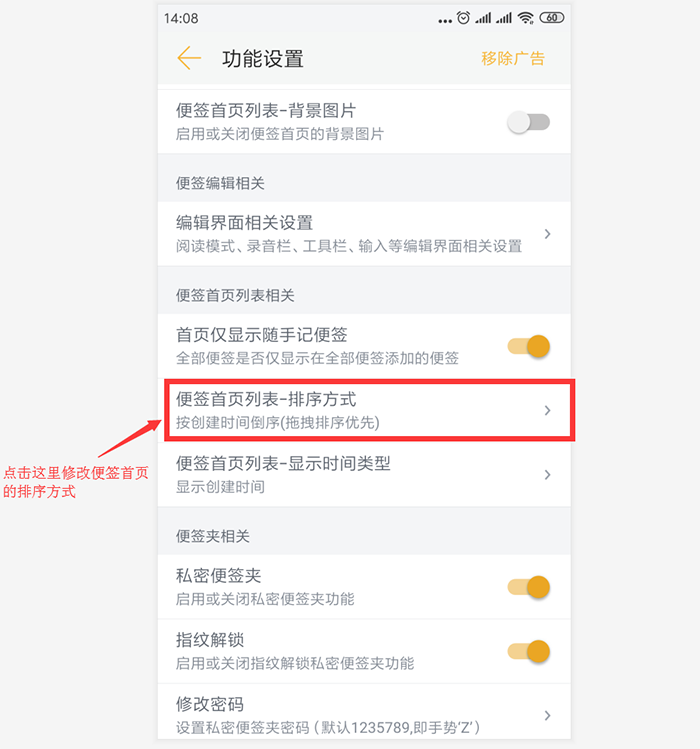 14:08
60
功能设置
移除广告
便签首页列表-背景图片
启用或关闭便签首页的背景图片
便签编辑相关
编辑界面相关设置
阅读模式、录音栏、工具栏、输入等编辑界面相关设置
便签首页列表相关
首页仅显示随手记便签
全部便签是否仅显示在全部便签添加的便签
便签首页列表-排序方式
按创建时间倒序(拖拽排序优先)
点击这里修改便签首页
的排序方式
便签首页列表-显示时间类型
显示创建时间
便签夹相关
私密便签夹
启用或关闭私密便签夹功能
指纹解锁
启用或关闭指纹解锁私密便签夹功能
修改密码
设置私密便签夹密码（默认1235789,即手势‘Z’）